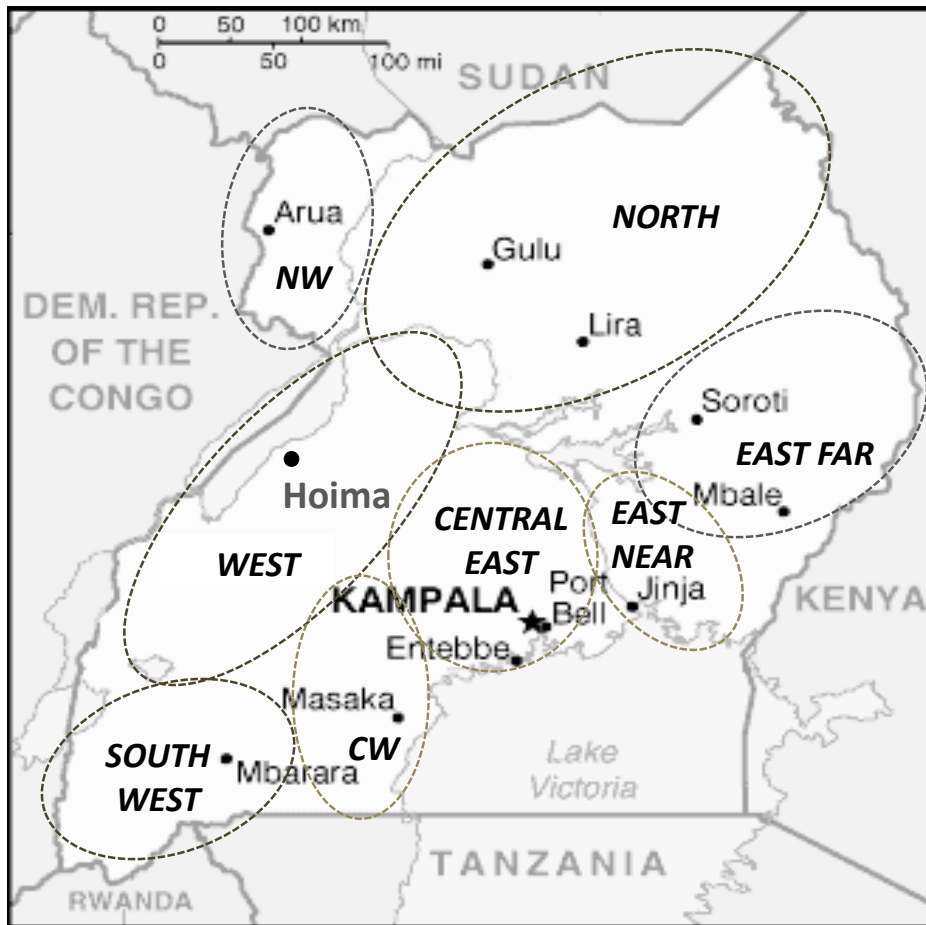 0 50 100 km
0 50 100 mi
SUDAN
Arua
NORTH
Gulu
NW
DEM. REP.
OF THE
CONGO
Lira
Soroti
EAST FAR
Hoima
Mbale
CENTRAL
EAST
EAST
NEAR
WEST
Port
Bell
KAMPALA
Jinja
KENYA
Entebbe
Masaka
CW
SOUTH
WEST
Mbarara
Lake
Victoria
TANZANIA
RWANDA